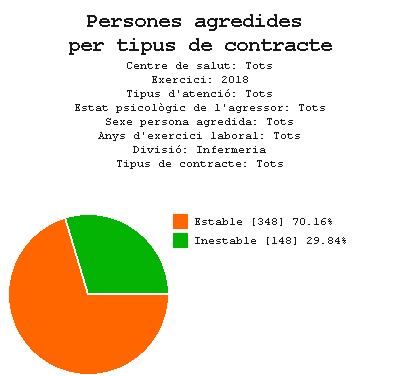 Persones agredides
per tipus de contracte
Centre de salut: Tots
Exercici: 2018
Tipus d'atenció: Tots
Estat psicològic de l'agressor: Tots
Sexe persona agredida: Tots
Anys d'exercici laboral: Tots
Divisió: Infermeria
Tipus de contracte: Tots
Estable [348] 70.16%
Inestable [148] 29.84%